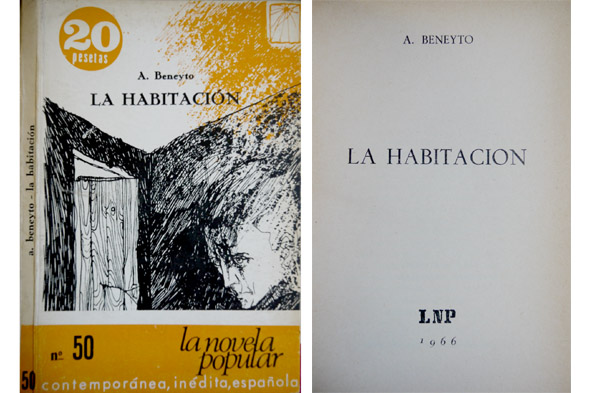 20
pesetas
A. Beneyto
LA HABITACIÓN
a. beneyto - la habitación
nº 50
la novela
popular
50
contemporánea, inédita, española
A. BENEYTO
LA HABITACION
LNP
1966